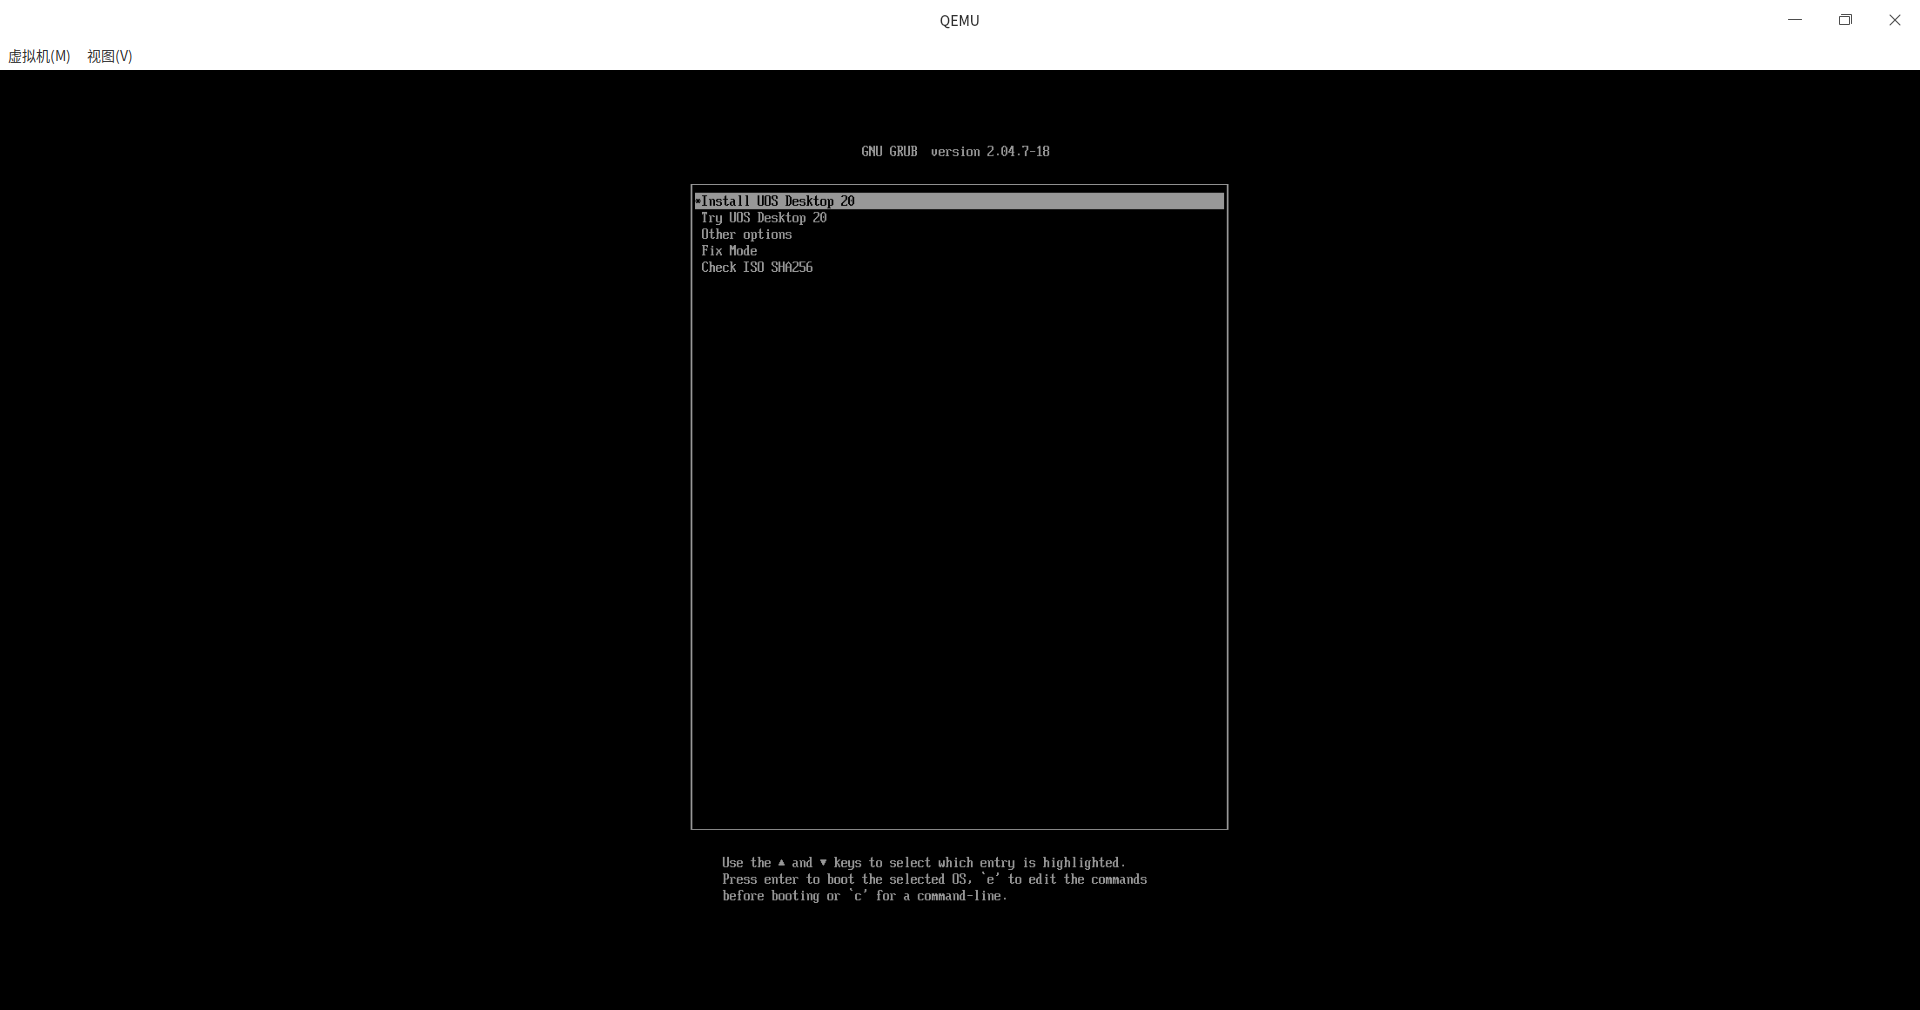 QEMU
虚拟机(M) 视图(V)
GNU GRUB version 2.04.7-18
*Install UOS Desktop 20
Try UOS Desktop 20
Other options
Fix Mode
Check ISO SHA256
Use the ▲ and ▼ keys to select which entry is highlighted.
Press enter to boot the selected OS, `e' to edit the commands
before booting or `c' for a command-line.